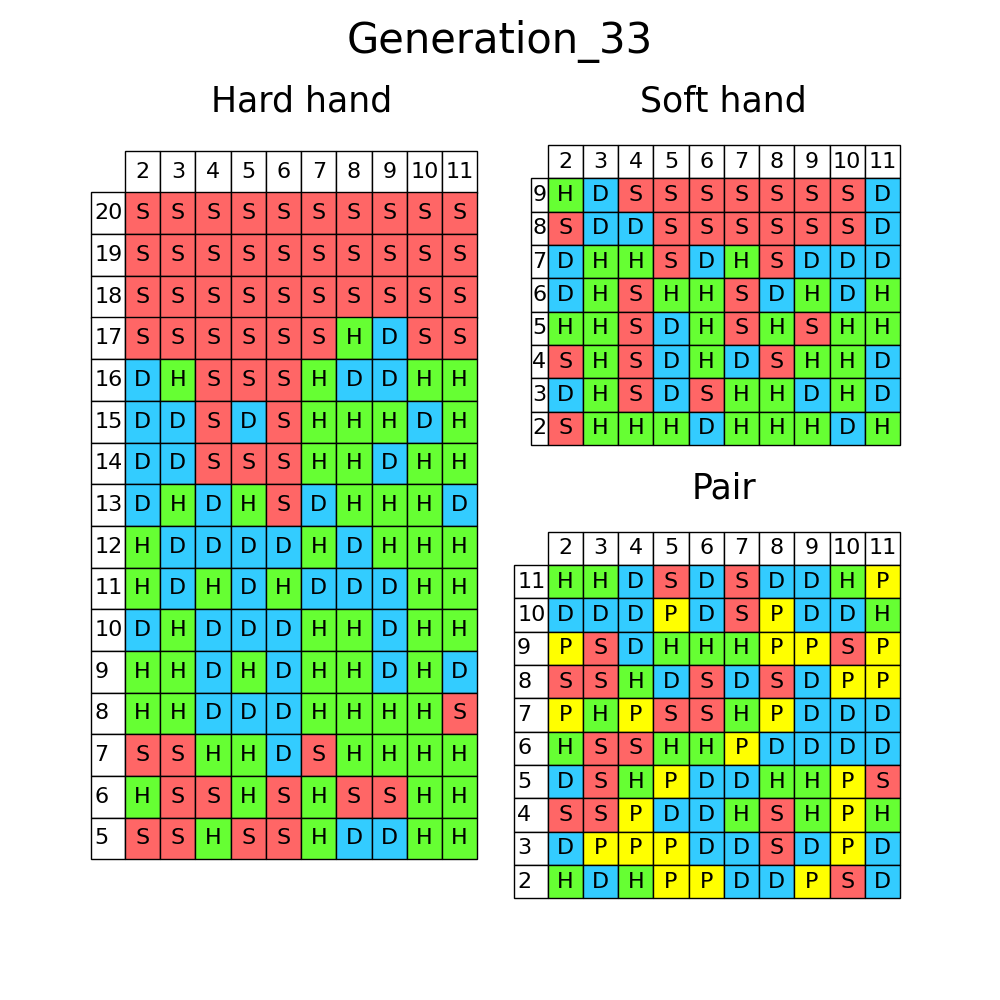 Generation_33
Hard hand
2 3 4 5 6 7 8 9 10 11
20 S S S S S S S S S S
19 S S S S S S S S S S
18 S S S S S S S S S S
17 S S S S S S H D S S
16 D H S S S H D D H H
15 D D S D S H H H D H
14 D D S S S H H D H H
13 D H D H S D H H H D
12 H D D D D H D H H H
11 H D H D H D D D H H
10 D H D D D H H D H H
9 H H D H D H H D H D
8 H H D D D H H H H S
7 S S H H D S H H H H
6 H S S H S H S S H H
5 S S H S S H D D H H
Soft hand
2 3 4 5 6 7 8 9 10 11
9 H D S S S S S S S D
8 S D D S S S S S S D
7 D H H S D H S D D D
6 D H S H H S D H D H
5 H H S D H S H S H H
4 S H S D H D S H H D
3 D H S D S H H D H D
2 S H H H D H H H D H
Pair
2 3 4 5 6 7 8 9 10 11
11 H H D S D S D D H P
10 D D D P D S P D D H
9 P S D H H H P P S P
8 S S H D S D S D P P
7 P H P S S H P D D D
6 H S S H H P D D D D
5 D S H P D D H H P S
4 S S P D D H S H P H
3 D P P P D D S D P D
2 H D H P P D D P S D